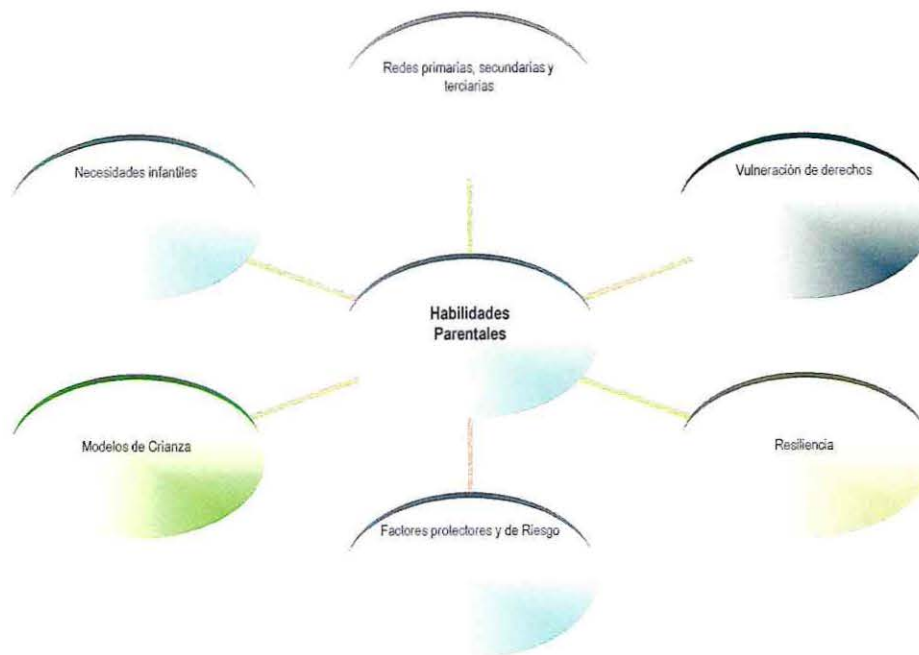 Redes primarias, secundarias y
terciarias
Necesidades infantiles
Vulneración de derechos
Habilidades
Parentales
Modelos de Crianza
Resiliencia
Factores protectores y de Riesgo